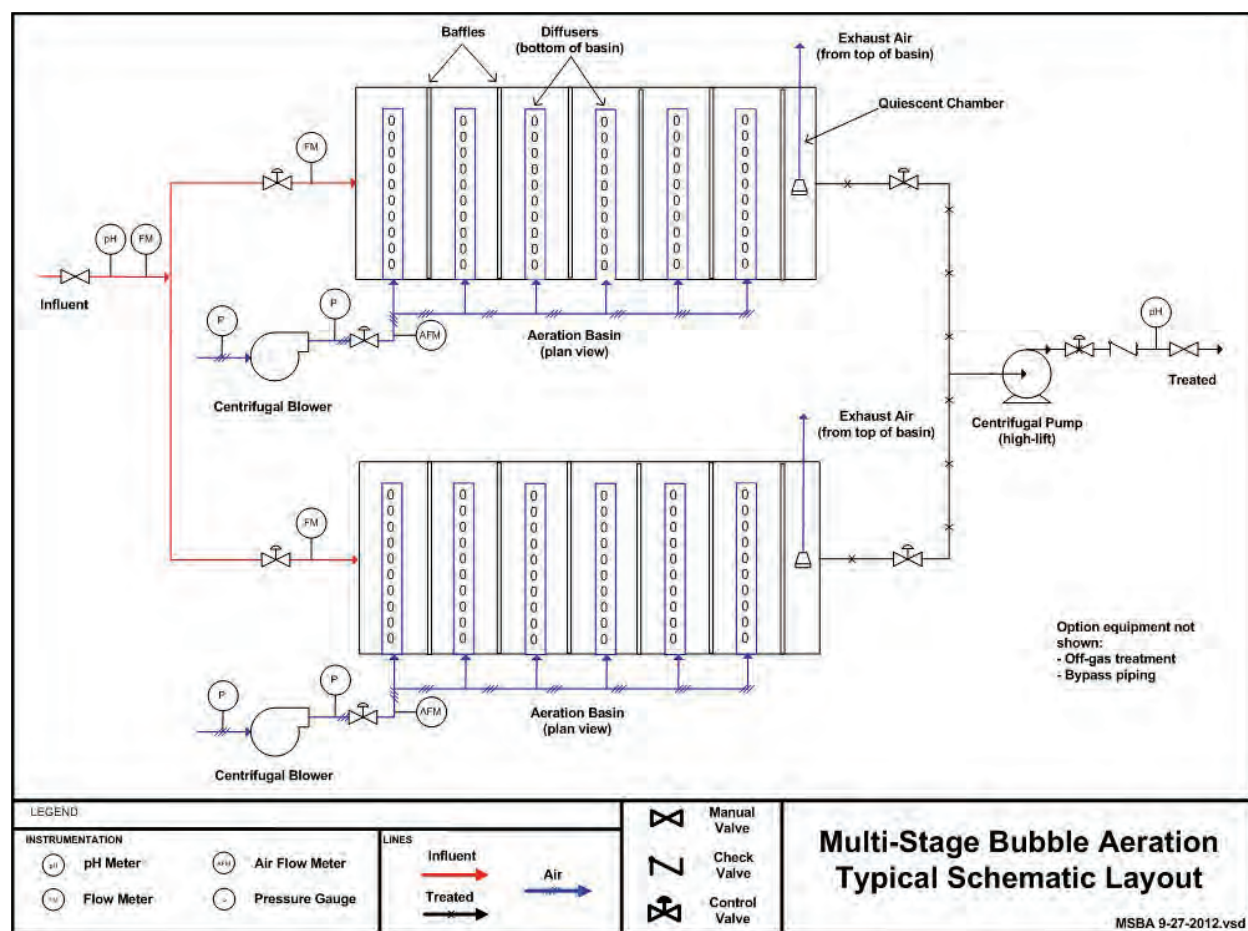 Baffles
Diffusers
(bottom of basin)
Exhaust Air
(from top of basin)
Quiescent Chamber
FM
pH
FM
Influent
P
P
AFM
Aeration Basin
(plan view)
Centrifugal Blower
pH
Treated
Centrifugal Pump
(high-lift)
Exhaust Air
(from top of basin)
FM
P
P
AFM
Aeration Basin
(plan view)
Centrifugal Blower
Option equipment not
shown:
- Off-gas treatment
- Bypass piping
LEGEND
INSTRUMENTATION
pH
pH Meter
AFM
Air Flow Meter
FM
Flow Meter
Pressure Gauge
LINES
Influent
Air
Treated
Manual
Valve
Check
Valve
Control
Valve
Multi-Stage Bubble Aeration
Typical Schematic Layout
MSBA 9-27-2012.vsd